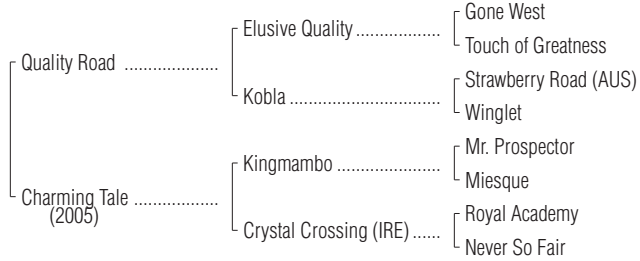 Gone West
Elusive Quality ..................
Touch of Greatness
Quality Road ....................
Strawberry Road (AUS)
Kobla ................................
Winglet
Mr. Prospector
Kingmambo ......................
Miesque
Charming Tale ..................
(2005)
Royal Academy
Crystal Crossing (IRE) ......
Never So Fair